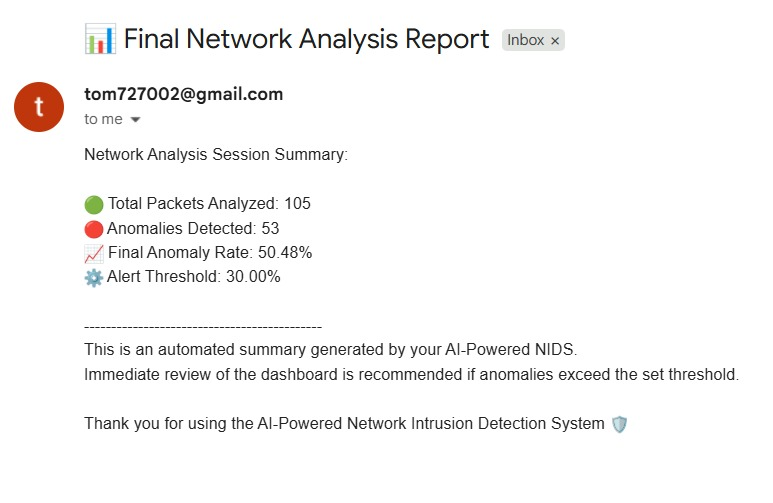 📊 Final Network Analysis Report Inbox ×
t
tom727002@gmail.com
to me
Network Analysis Session Summary:
🟢 Total Packets Analyzed: 105
🔴 Anomalies Detected: 53
📈 Final Anomaly Rate: 50.48%
⚙️ Alert Threshold: 30.00%
--------------------------------------------
This is an automated summary generated by your AI-Powered NIDS.
Immediate review of the dashboard is recommended if anomalies exceed the set threshold.
Thank you for using the AI-Powered Network Intrusion Detection System 🛡️